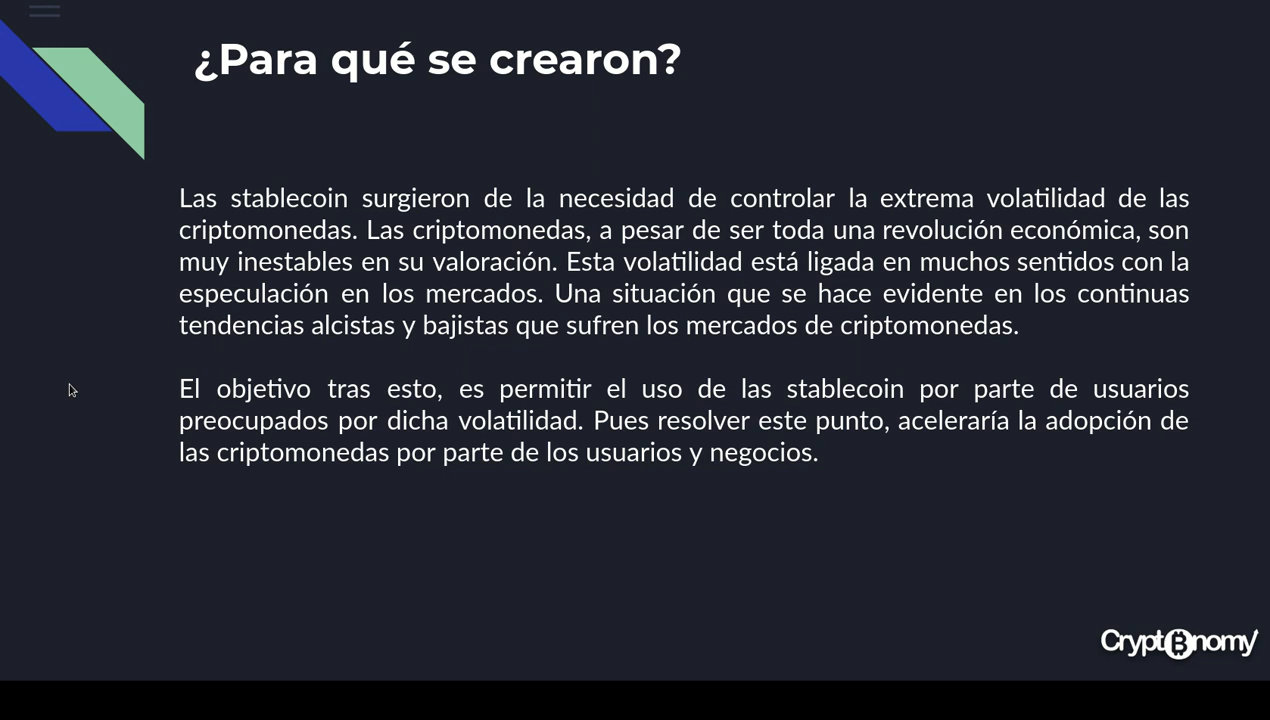 ¿Para qué se crearon?
Las stablecoin surgieron de la necesidad de controlar la extrema volatilidad de las
criptomonedas. Las criptomonedas, a pesar de ser toda una revolución económica, son
muy inestables en su valoración. Esta volatilidad está ligada en muchos sentidos con la
especulación en los mercados. Una situación que se hace evidente en los continuas
tendencias alcistas y bajistas que sufren los mercados de criptomonedas.
El objetivo tras esto, es permitir el uso de las stablecoin por parte de usuarios
preocupados por dicha volatilidad. Pues resolver este punto, aceleraría la adopción de
las criptomonedas por parte de los usuarios y negocios.
Cryptonomy